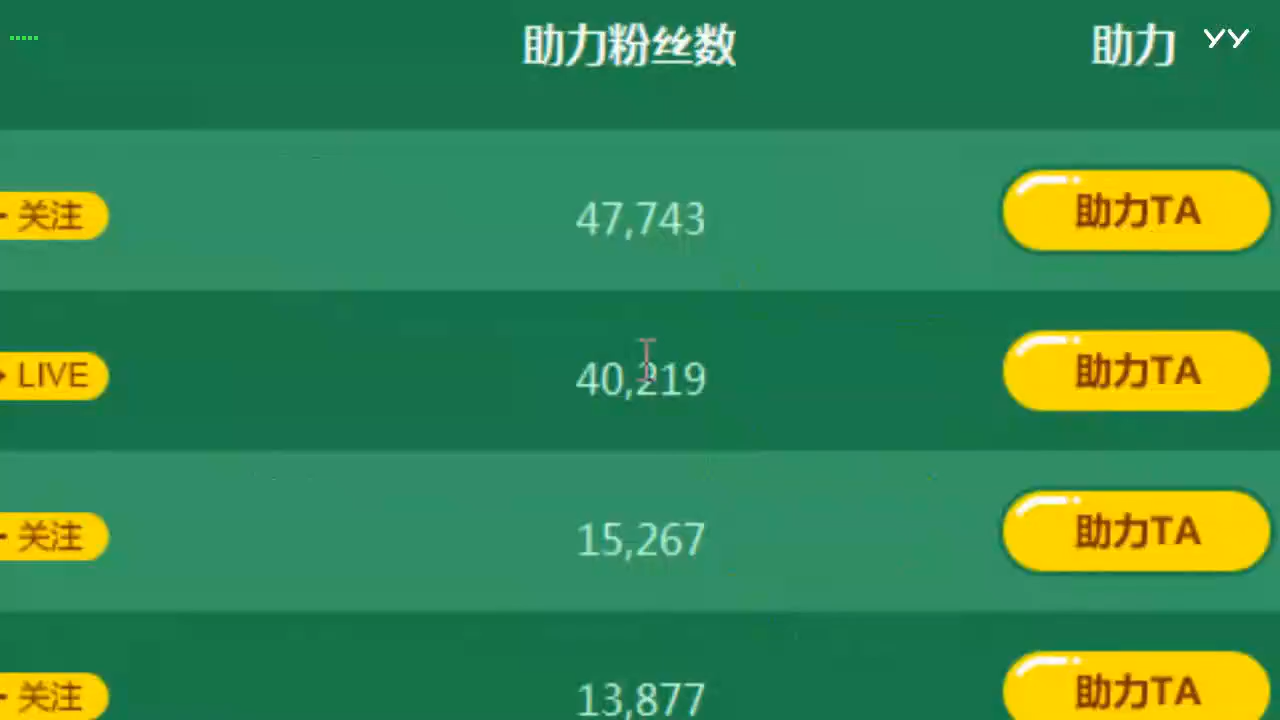 助力粉丝数 助力 YY
关注 47,743 助力TA
LIVE 40,219 助力TA
关注 15,267 助力TA
关注 13,877 助力TA